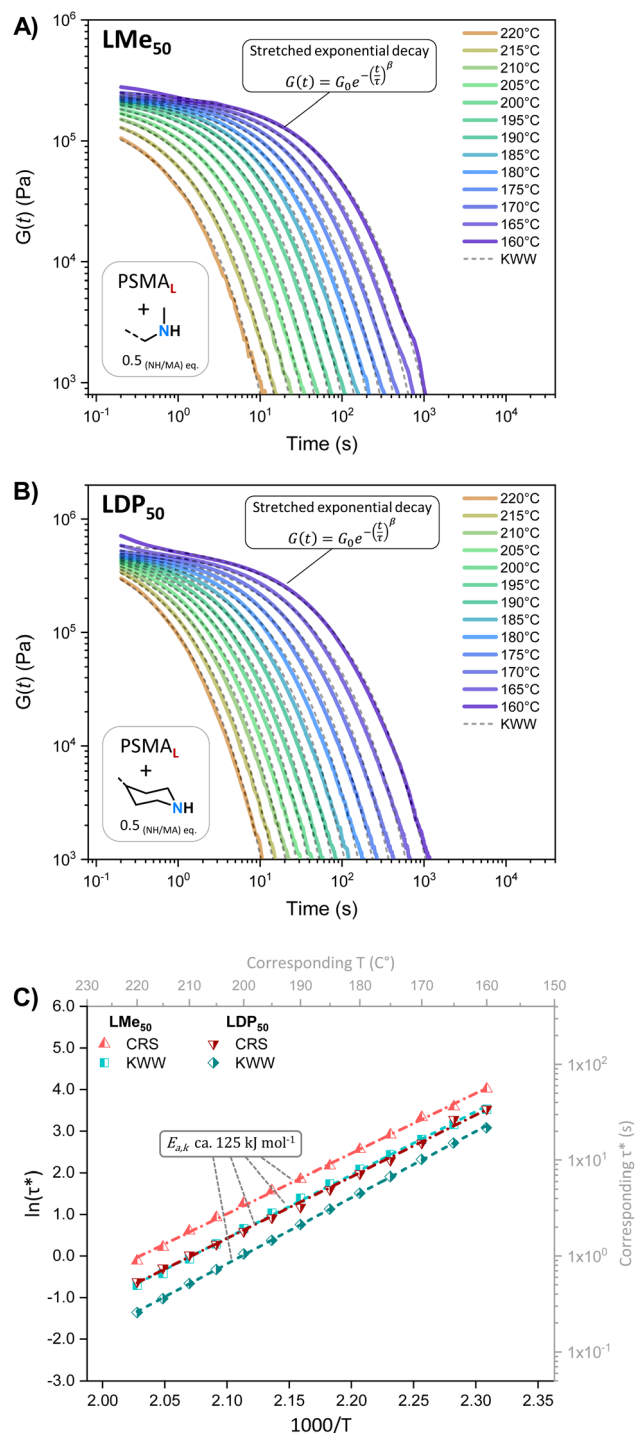 A)
LMe50
Stretched exponential decay
G(t) = G0e^-(t/τ)^β
220°C
215°C
210°C
205°C
200°C
195°C
190°C
185°C
180°C
175°C
170°C
165°C
160°C
KWW
PSMAL
+
NH
0.5 (NH/MA) eq.
G(t) (Pa)
10^6
10^5
10^4
10^3
10^-1
10^0
10^1
10^2
10^3
10^4
Time (s)
B)
LDP50
Stretched exponential decay
G(t) = G0e^-(t/τ)^β
220°C
215°C
210°C
205°C
200°C
195°C
190°C
185°C
180°C
175°C
170°C
165°C
160°C
KWW
PSMAL
+
NH
0.5 (NH/MA) eq.
G(t) (Pa)
10^6
10^5
10^4
10^3
10^-1
10^0
10^1
10^2
10^3
10^4
Time (s)
C)
Corresponding T (C°)
230 220 210 200 190 180 170 160 150
LMe50 LDP50
CRS CRS
KWW KWW
Ea,k ca. 125 kJ mol-1
ln(τ*)
6.0
5.0
4.0
3.0
2.0
1.0
0.0
-1.0
-2.0
-3.0
Corresponding τ* (s)
1x10^2
1x10^1
1x10^0
1x10^-1
2.00 2.05 2.10 2.15 2.20 2.25 2.30 2.35
1000/T